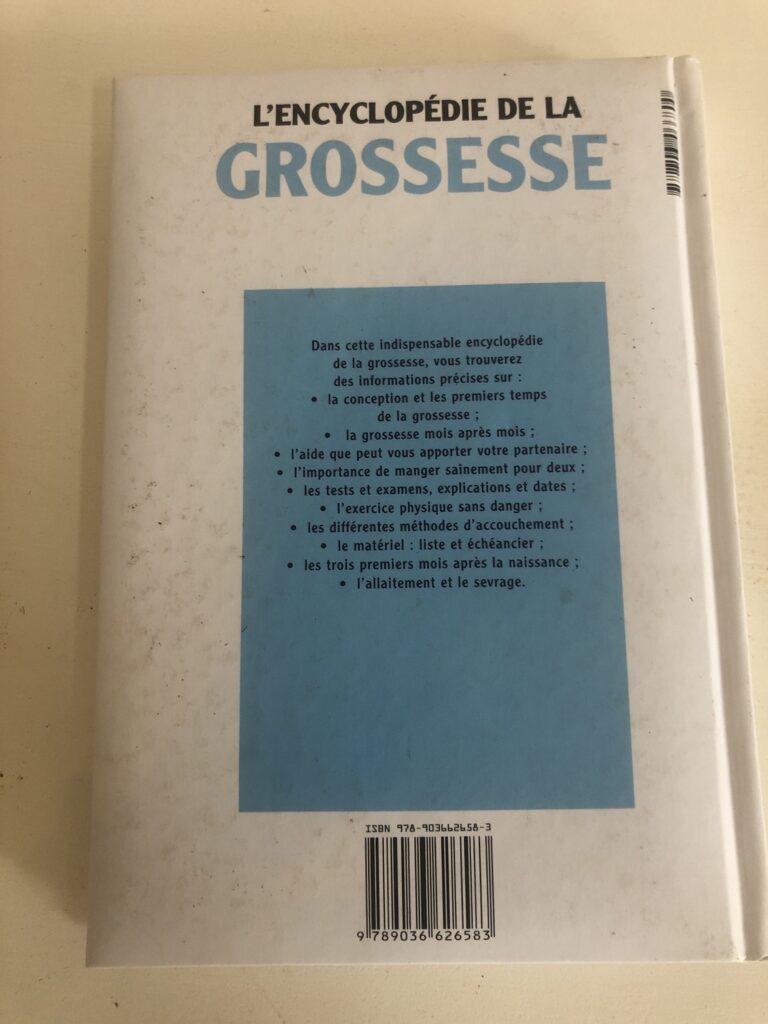 L'ENCYCLOPÉDIE DE LA
GROSSESSE
Dans cette indispensable encyclopédie
de la grossesse, vous trouverez
des informations précises sur :
• la conception et les premiers temps
de la grossesse ;
• la grossesse mois après mois ;
• l'aide que peut vous apporter votre partenaire ;
• l'importance de manger sainement pour deux ;
• les tests et examens, explications et dates ;
• l'exercice physique sans danger ;
• les différentes méthodes d'accouchement ;
• le matériel : liste et échéancier ;
• les trois premiers mois après la naissance ;
• l'allaitement et le sevrage.
ISBN 978-903662658-3
9 789036 626583